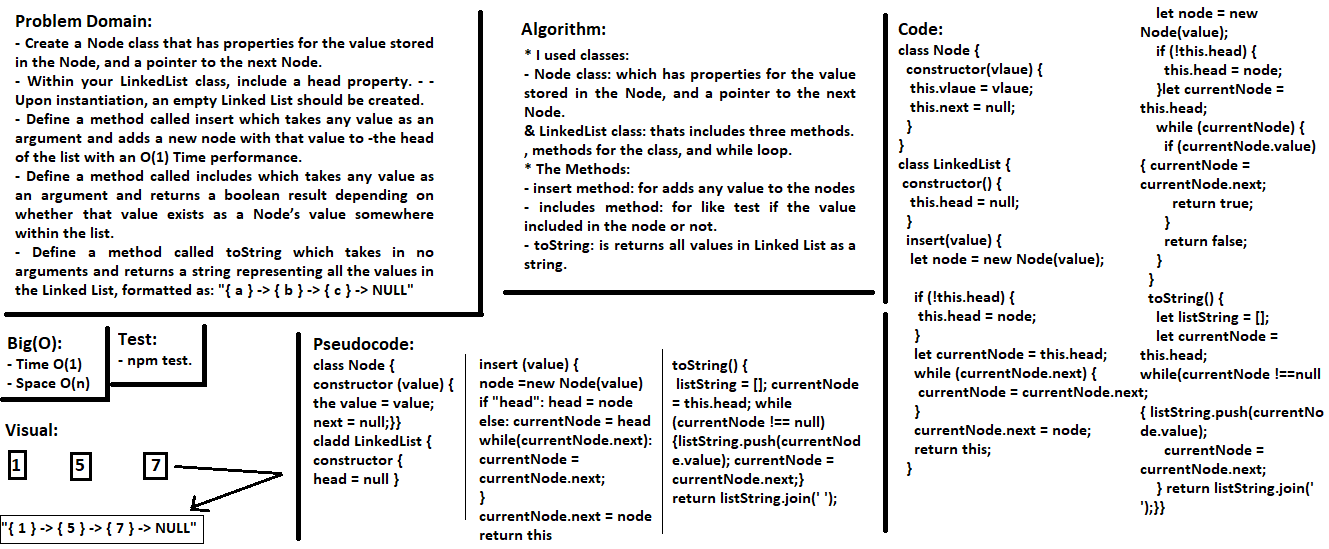 Problem Domain:
- Create a Node class that has properties for the value stored
in the Node, and a pointer to the next Node.
- Within your LinkedList class, include a head property. - -
Upon instantiation, an empty Linked List should be created.
- Define a method called insert which takes any value as an
argument and adds a new node with that value to -the head
of the list with an O(1) Time performance.
- Define a method called includes which takes any value as
an argument and returns a boolean result depending on
whether that value exists as a Node’s value somewhere
within the list.
- Define a method called toString which takes in no
arguments and returns a string representing all the values in
the Linked List, formatted as: "{ a } -> { b } -> { c } -> NULL"
Algorithm:
* I used classes:
- Node class: which has properties for the value
stored in the Node, and a pointer to the next
Node.
& LinkedList class: thats includes three methods.
, methods for the class, and while loop.
* The Methods:
- insert method: for adds any value to the nodes
- includes method: for like test if the value
included in the node or not.
- toString: is returns all values in Linked List as a
string.
Big(O):
- Time O(1)
- Space O(n)
Test:
- npm test.
Visual:
1 5 7
"{ 1 } -> { 5 } -> { 7 } -> NULL"
Pseudocode:
class Node {
constructor (value) {
the value = value;
next = null;}}
cladd LinkedList {
constructor {
head = null }
insert (value) {
node =new Node(value)
if "head": head = node
else: currentNode = head
while(currentNode.next):
currentNode =
currentNode.next;
}
currentNode.next = node
return this
toString() {
listString = []; currentNode
= this.head; while
(currentNode !== null)
{listString.push(currentNod
e.value); currentNode =
currentNode.next;}
return listString.join(' ');
Code:
class Node {
constructor(vlaue) {
this.vlaue = vlaue;
this.next = null;
}
}
class LinkedList {
constructor() {
this.head = null;
}
insert(value) {
let node = new Node(value);
if (!this.head) {
this.head = node;
}
let currentNode = this.head;
while (currentNode.next) {
currentNode = currentNode.next;
}
currentNode.next = node;
return this;
}
let node = new
Node(value);
if (!this.head) {
this.head = node;
}let currentNode =
this.head;
while (currentNode) {
if (currentNode.value)
{ currentNode =
currentNode.next;
return true;
}
return false;
}
}
toString() {
let listString = [];
let currentNode =
this.head;
while(currentNode !==null
{ listString.push(currentNo
de.value);
currentNode =
currentNode.next;
} return listString.join('
');}}